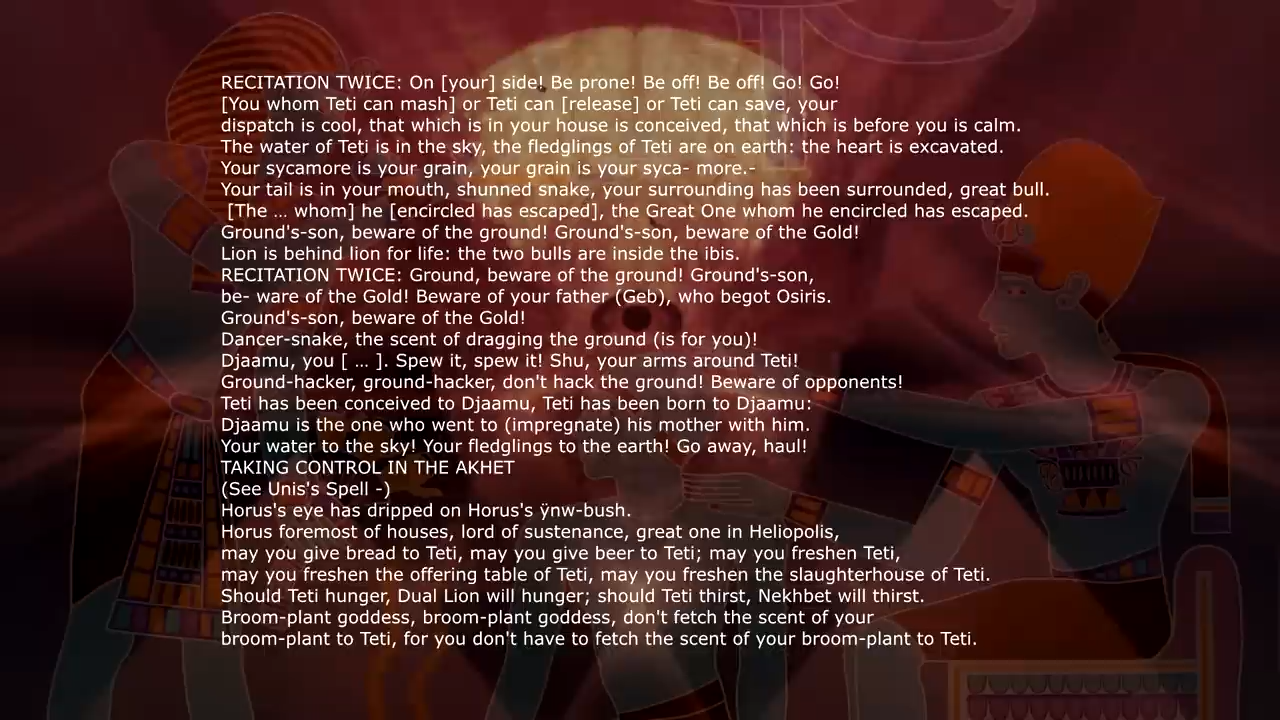 RECITATION TWICE: On [your] side! Be prone! Be off! Be off! Go! Go!
[You whom Teti can mash] or Teti can [release] or Teti can save, your
dispatch is cool, that which is in your house is conceived, that which is before you is calm.
The water of Teti is in the sky, the fledglings of Teti are on earth: the heart is excavated.
Your sycamore is your grain, your grain is your syca- more.-
Your tail is in your mouth, shunned snake, your surrounding has been surrounded, great bull.
[The … whom] he [encircled has escaped], the Great One whom he encircled has escaped.
Ground's-son, beware of the ground! Ground's-son, beware of the Gold!
Lion is behind lion for life: the two bulls are inside the ibis.
RECITATION TWICE: Ground, beware of the ground! Ground's-son,
be- ware of the Gold! Beware of your father (Geb), who begot Osiris.
Ground's-son, beware of the Gold!
Dancer-snake, the scent of dragging the ground (is for you)!
Djaamu, you [ … ]. Spew it, spew it! Shu, your arms around Teti!
Ground-hacker, ground-hacker, don't hack the ground! Beware of opponents!
Teti has been conceived to Djaamu, Teti has been born to Djaamu:
Djaamu is the one who went to (impregnate) his mother with him.
Your water to the sky! Your fledglings to the earth! Go away, haul!
TAKING CONTROL IN THE AKHET
(See Unis's Spell -)
Horus's eye has dripped on Horus's ÿnw-bush.
Horus foremost of houses, lord of sustenance, great one in Heliopolis,
may you give bread to Teti, may you give beer to Teti; may you freshen Teti,
may you freshen the offering table of Teti, may you freshen the slaughterhouse of Teti.
Should Teti hunger, Dual Lion will hunger; should Teti thirst, Nekhbet will thirst.
Broom-plant goddess, broom-plant goddess, don't fetch the scent of your
broom-plant to Teti, for you don't have to fetch the scent of your broom-plant to Teti.